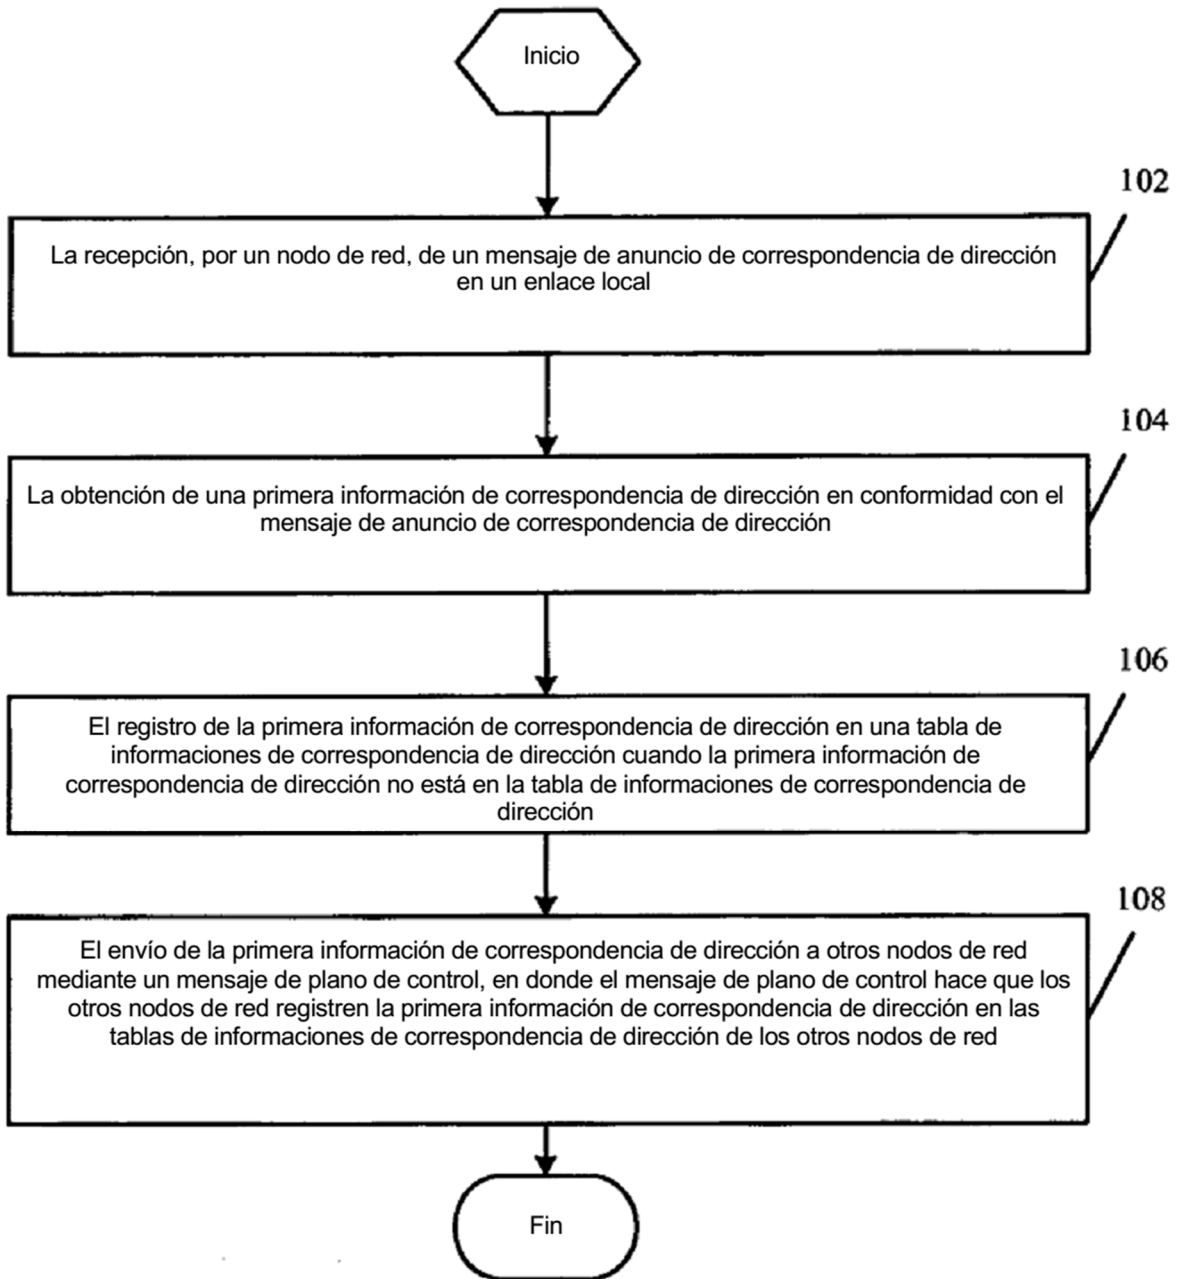 Inicio
102
La recepción, por un nodo de red, de un mensaje de anuncio de correspondencia de dirección
en un enlace local
104
La obtención de una primera información de correspondencia de dirección en conformidad con el
mensaje de anuncio de correspondencia de dirección
106
El registro de la primera información de correspondencia de dirección en una tabla de
informaciones de correspondencia de dirección cuando la primera información de
correspondencia de dirección no está en la tabla de informaciones de correspondencia de
dirección
108
El envío de la primera información de correspondencia de dirección a otros nodos de red
mediante un mensaje de plano de control, en donde el mensaje de plano de control hace que los
otros nodos de red registren la primera información de correspondencia de dirección en las
tablas de informaciones de correspondencia de dirección de los otros nodos de red
Fin